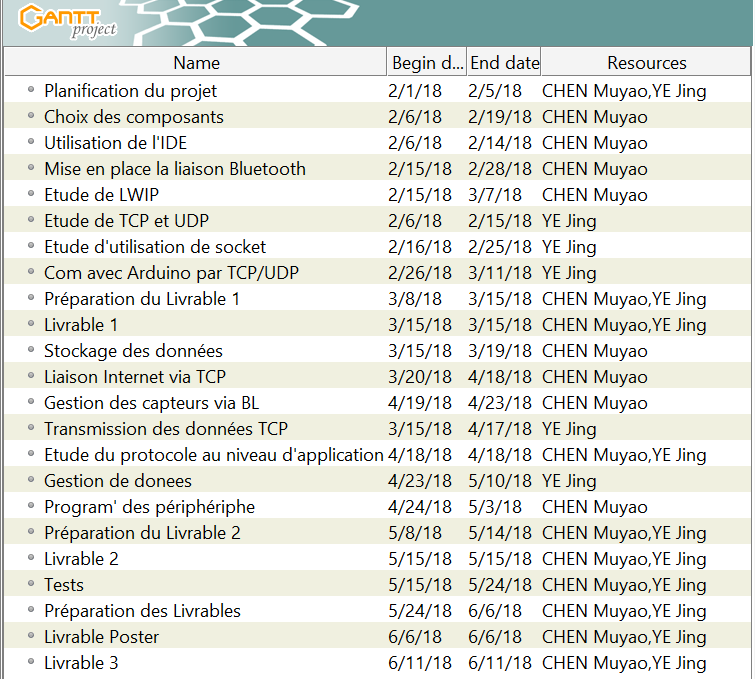 GANTT
project
Name Begin d... End date Resources
Planification du projet 2/1/18 2/5/18 CHEN Muyao,YE Jing
Choix des composants 2/6/18 2/19/18 CHEN Muyao
Utilisation de l'IDE 2/6/18 2/14/18 CHEN Muyao
Mise en place la liaison Bluetooth 2/15/18 2/28/18 CHEN Muyao
Etude de LWIP 2/15/18 3/7/18 CHEN Muyao
Etude de TCP et UDP 2/6/18 2/15/18 YE Jing
Etude d'utilisation de socket 2/16/18 2/25/18 YE Jing
Com avec Arduino par TCP/UDP 2/26/18 3/11/18 YE Jing
Préparation du Livrable 1 3/8/18 3/15/18 CHEN Muyao,YE Jing
Livrable 1 3/15/18 3/15/18 CHEN Muyao,YE Jing
Stockage des données 3/15/18 3/19/18 CHEN Muyao
Liaison Internet via TCP 3/20/18 4/18/18 CHEN Muyao
Gestion des capteurs via BL 4/19/18 4/23/18 CHEN Muyao
Transmission des données TCP 3/15/18 4/17/18 YE Jing
Etude du protocole au niveau d'application 4/18/18 4/18/18 CHEN Muyao,YE Jing
Gestion de donees 4/23/18 5/10/18 YE Jing
Program' des périphériphe 4/24/18 5/3/18 CHEN Muyao
Préparation du Livrable 2 5/8/18 5/14/18 CHEN Muyao,YE Jing
Livrable 2 5/15/18 5/15/18 CHEN Muyao,YE Jing
Tests 5/15/18 5/24/18 CHEN Muyao,YE Jing
Préparation des Livrables 5/24/18 6/6/18 CHEN Muyao,YE Jing
Livrable Poster 6/6/18 6/6/18 CHEN Muyao,YE Jing
Livrable 3 6/11/18 6/11/18 CHEN Muyao,YE Jing